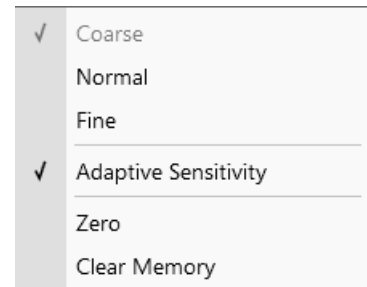 Coarse
Normal
Fine
Adaptive Sensitivity
Zero
Clear Memory